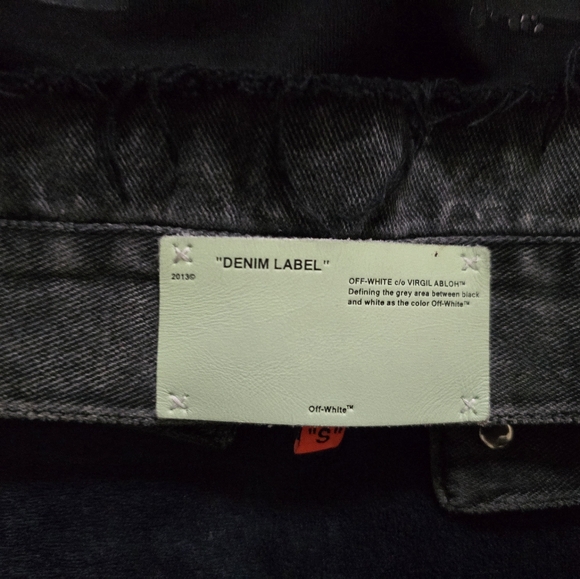 "DENIM LABEL"
2013©
OFF-WHITE c/o VIRGIL ABLOH™
Defining the grey area between black
and white as the color Off-White™
Off-White™
"S"